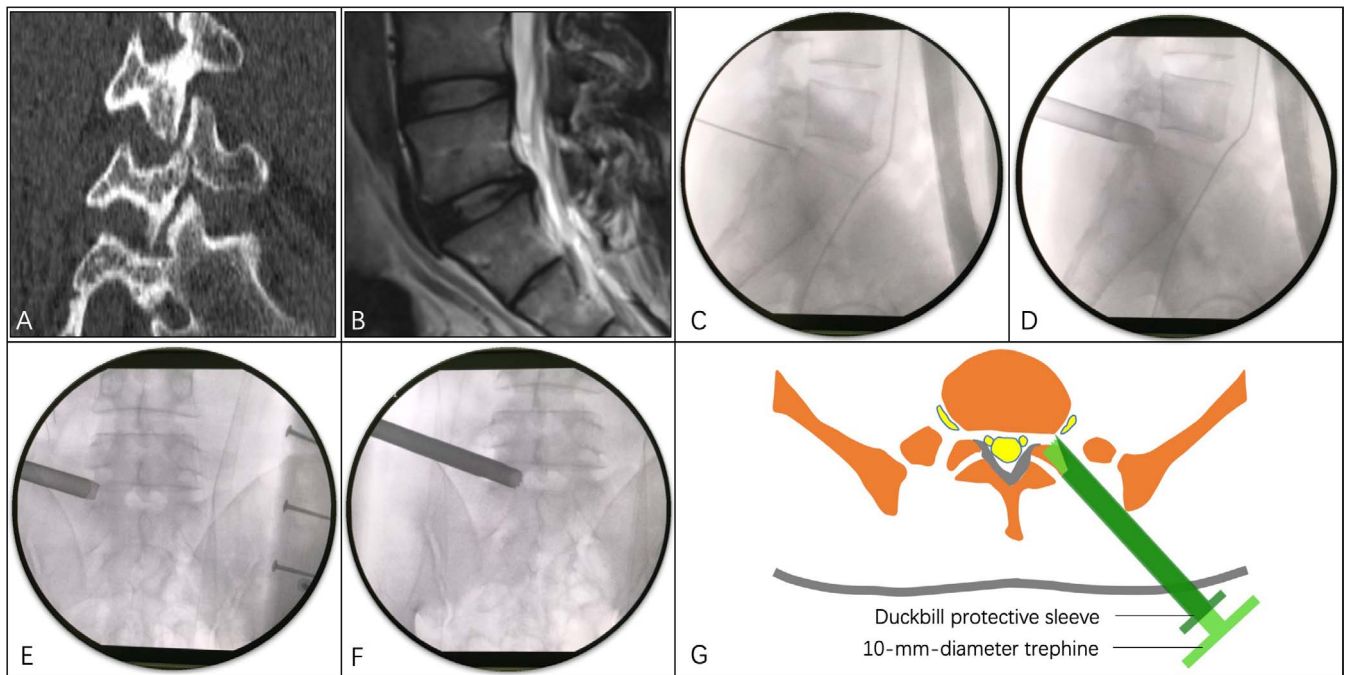 A
B
C
D
E
F
G
Duckbill protective sleeve
10-mm-diameter trephine